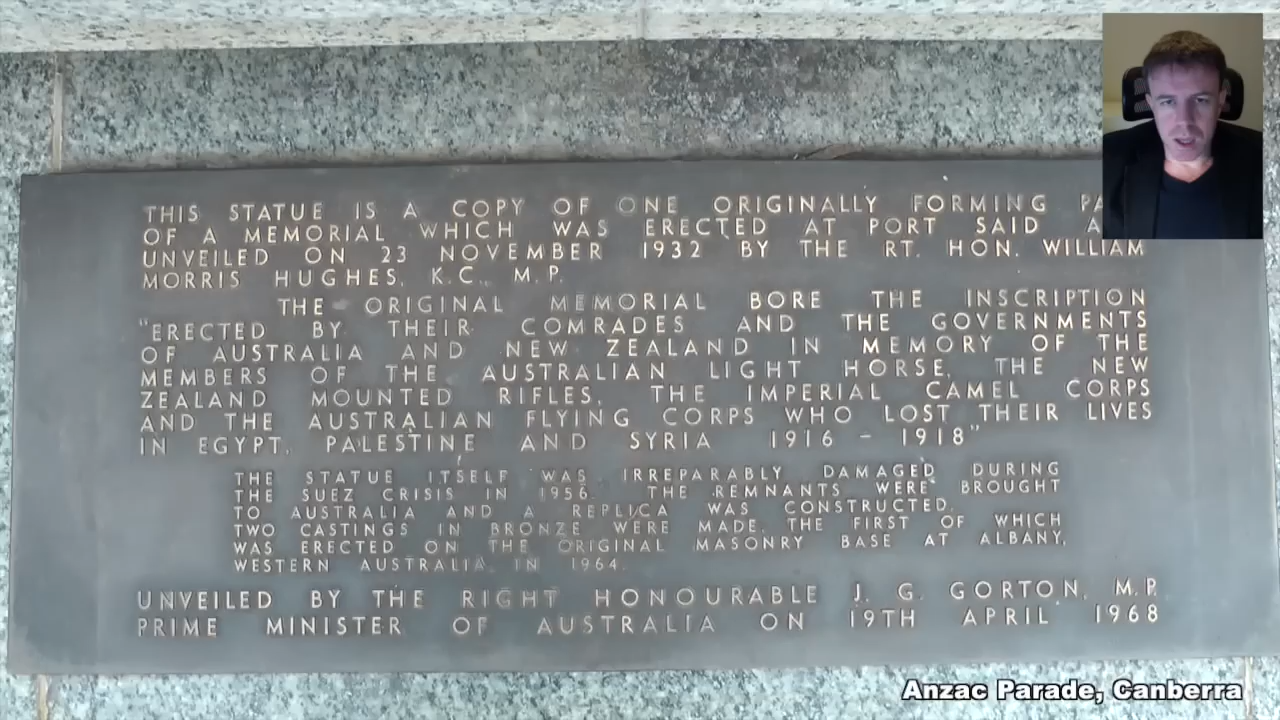 THIS STATUE IS A COPY OF ONE ORIGINALLY FORMING
OF A MEMORIAL WHICH WAS ERECTED AT PORT SAID
UNVEILED ON 23 NOVEMBER 1932 BY THE RT. HON. WILLIAM
MORRIS HUGHES, K.C., M.P.
THE ORIGINAL MEMORIAL BORE THE INSCRIPTION
"ERECTED BY THEIR COMRADES AND THE GOVERNMENTS
OF AUSTRALIA AND NEW ZEALAND IN MEMORY OF THE
MEMBERS OF THE AUSTRALIAN LIGHT HORSE, THE NEW
ZEALAND MOUNTED RIFLES, THE IMPERIAL CAMEL CORPS
AND THE AUSTRALIAN FLYING CORPS WHO LOST THEIR LIVES
IN EGYPT, PALESTINE AND SYRIA 1916 - 1918"
THE STATUE ITSELF WAS IRREPARABLY DAMAGED DURING
THE SUEZ CRISIS IN 1956. THE REMNANTS WERE BROUGHT
TO AUSTRALIA AND A REPLICA WAS CONSTRUCTED.
TWO CASTINGS IN BRONZE WERE MADE, THE FIRST OF WHICH
WAS ERECTED ON THE ORIGINAL MASONRY BASE AT ALBANY,
WESTERN AUSTRALIA, IN 1964.
UNVEILED BY THE RIGHT HONOURABLE J. G. GORTON, M.P.
PRIME MINISTER OF AUSTRALIA ON 19TH APRIL 1968
Anzac Parade, Canberra